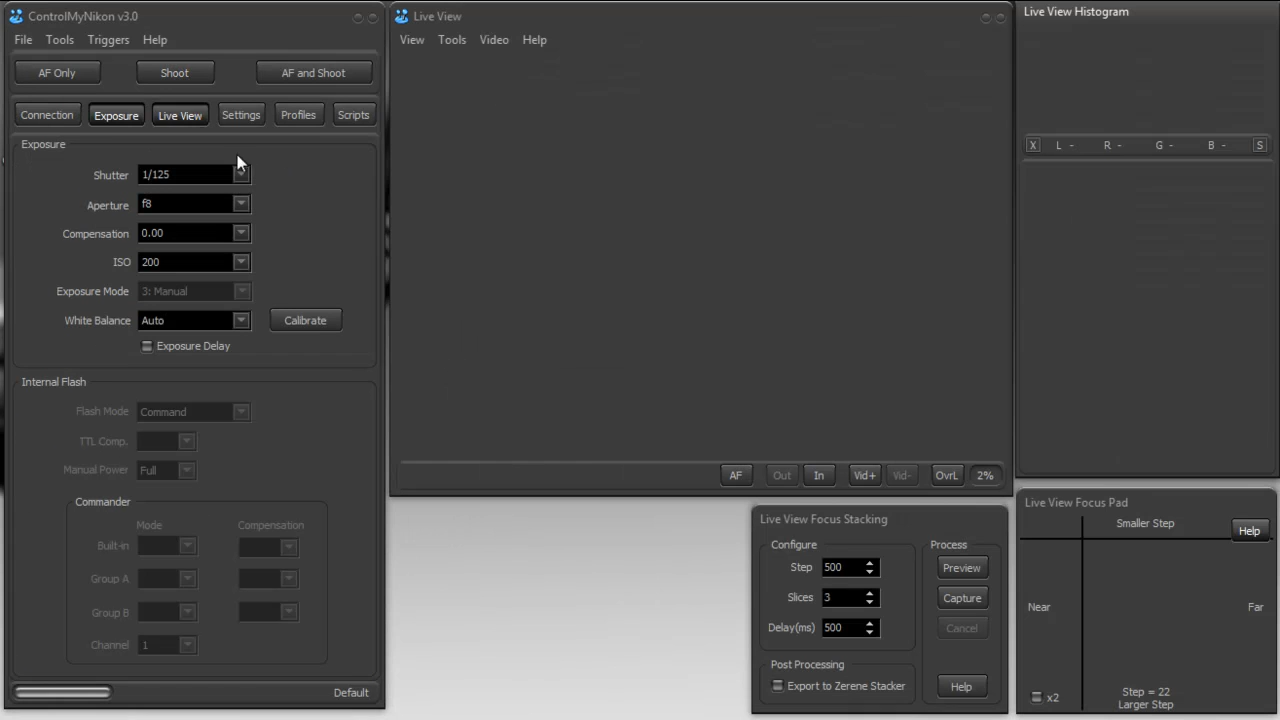 ControlMyNikon v3.0
File Tools Triggers Help
AF Only Shoot AF and Shoot
Connection Exposure Live View Settings Profiles Scripts
Exposure
Shutter 1/125
Aperture f8
Compensation 0.00
ISO 200
Exposure Mode 3: Manual
White Balance Auto Calibrate
Exposure Delay
Internal Flash
Flash Mode Command
TTL Comp.
Manual Power Full
Commander
Mode Compensation
Built-in
Group A
Group B
Channel 1
Default
Live View
View Tools Video Help
AF Out In Vid+ Vid- OvrL 2%
Live View Histogram
X L - R - G - B - S
Live View Focus Stacking
Configure Process
Step 500 Preview
Slices 3 Capture
Delay(ms) 500 Cancel
Post Processing
Export to Zerene Stacker Help
Live View Focus Pad
Smaller Step Help
Near Far
x2 Step = 22
Larger Step